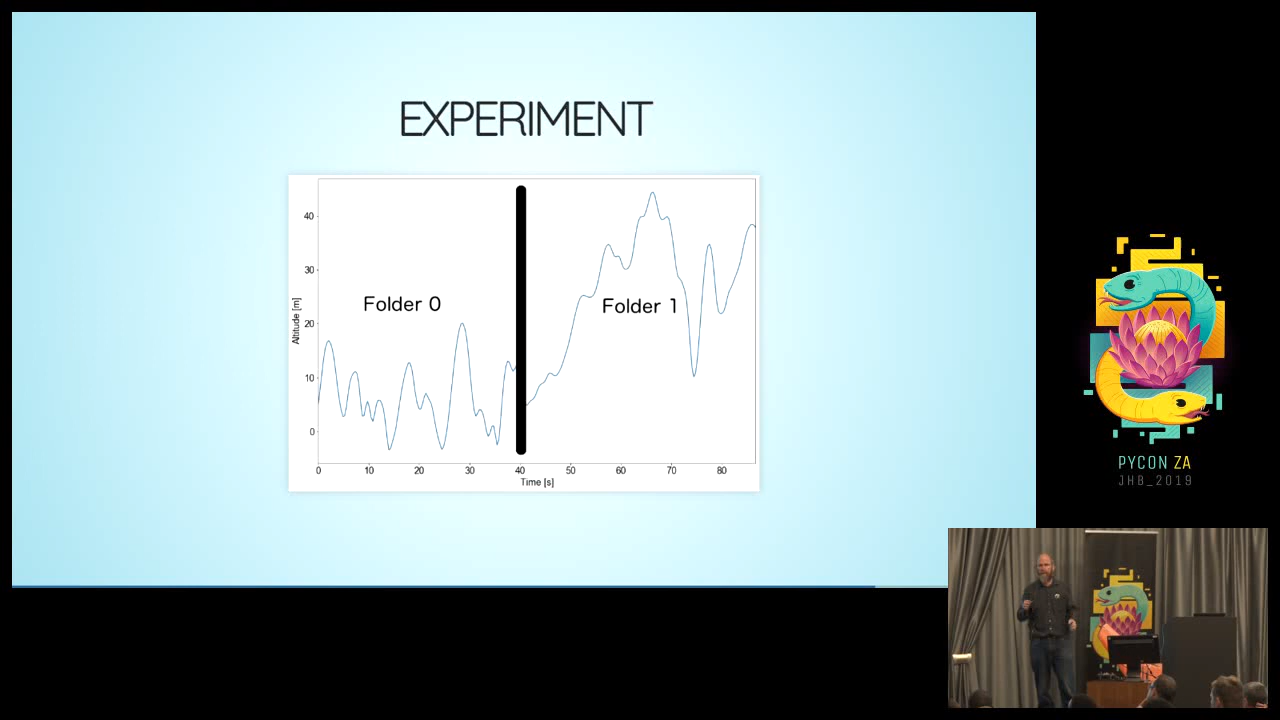 EXPERIMENT
40
30
20
10
0
Altitude [m]
Folder 0
Folder 1
0 10 20 30 40 50 60 70 80
Time [s]
PYCON ZA
JHB_2019